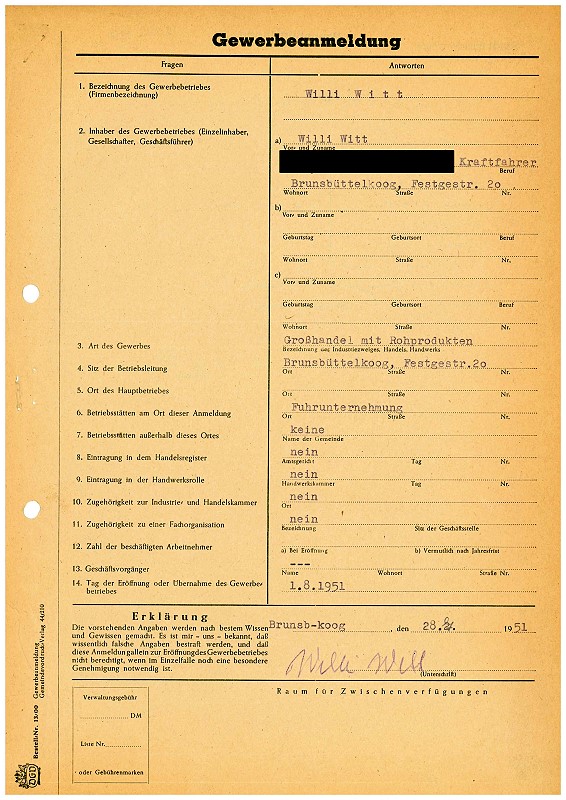 Gewerbeanmeldung
Fragen
Antworten
1. Bezeichnung des Gewerbebetriebes
(Firmenbezeichnung)
Willi Witt
2. Inhaber des Gewerbebetriebes (Einzelinhaber,
Gesellschafter, Geschäftsführer)
a) Willi Witt
Vor- und Zuname
Kraftfahrer
Beruf
Brunsbüttelkoog, Festgestr. 2o
Wohnort Straße Nr.
b)
Vor- und Zuname
Geburtstag Geburtsort Beruf
Wohnort Straße Nr.
c)
Vor- und Zuname
Geburtstag Geburtsort Beruf
Wohnort Straße Nr.
3. Art des Gewerbes
Großhandel mit Rohprodukten
Bezeichnung des Industriezweiges, Handels, Handwerks
4. Sitz der Betriebsleitung
Brunsbüttelkoog, Festgestr.2o
Ort Straße Nr.
5. Ort des Hauptbetriebes
Ort Straße Nr.
6. Betriebsstätten am Ort dieser Anmeldung
Fuhrunternehmung
Ort Straße Nr.
7. Betriebsstätten außerhalb dieses Ortes
keine
Name der Gemeinde
8. Eintragung in dem Handelsregister
nein
Amtsgericht Tag Nr.
9. Eintragung in der Handwerksrolle
nein
Handwerkskammer Tag Nr.
10. Zugehörigkeit zur Industrie- und Handelskammer
nein
Ort
11. Zugehörigkeit zu einer Fachorganisation
nein
Bezeichnung Sitz der Geschäftsstelle
12. Zahl der beschäftigten Arbeitnehmer
a) Bei Eröffnung b) Vermutlich nach Jahresfrist
13. Geschäftsvorgänger
---
Name Wohnort Straße Nr.
14. Tag der Eröffnung oder Übernahme des Gewerbe-
betriebes
1.8.1951
Erklärung
Die vorstehenden Angaben werden nach bestem Wissen
und Gewissen gemacht. Es ist mir - uns - bekannt, daß
wissentlich falsche Angaben bestraft werden, und daß
diese Anmeldung allein zur Eröffnung des Gewerbebetriebes
nicht berechtigt, wenn im Einzelfalle noch eine besondere
Genehmigung notwendig ist.
Brunsb-koog , den 28. 1951
Willi Witt
(Unterschrift)
Raum für Zwischenverfügungen
Verwaltungsgebühr
DM
Liste Nr.
oder Gebührenmarken
Bestell-Nr. 13:00 Gewerbeanmeldung
Gemeindevordruck-Verlag
DGD